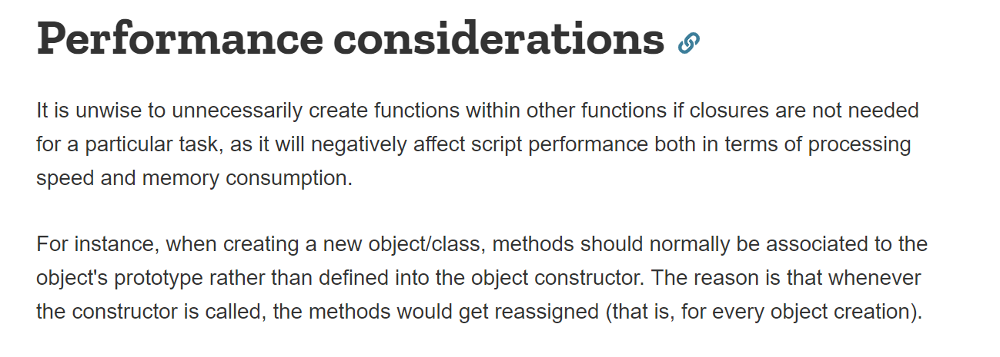 Performance considerations
It is unwise to unnecessarily create functions within other functions if closures are not needed
for a particular task, as it will negatively affect script performance both in terms of processing
speed and memory consumption.
For instance, when creating a new object/class, methods should normally be associated to the
object's prototype rather than defined into the object constructor. The reason is that whenever
the constructor is called, the methods would get reassigned (that is, for every object creation).